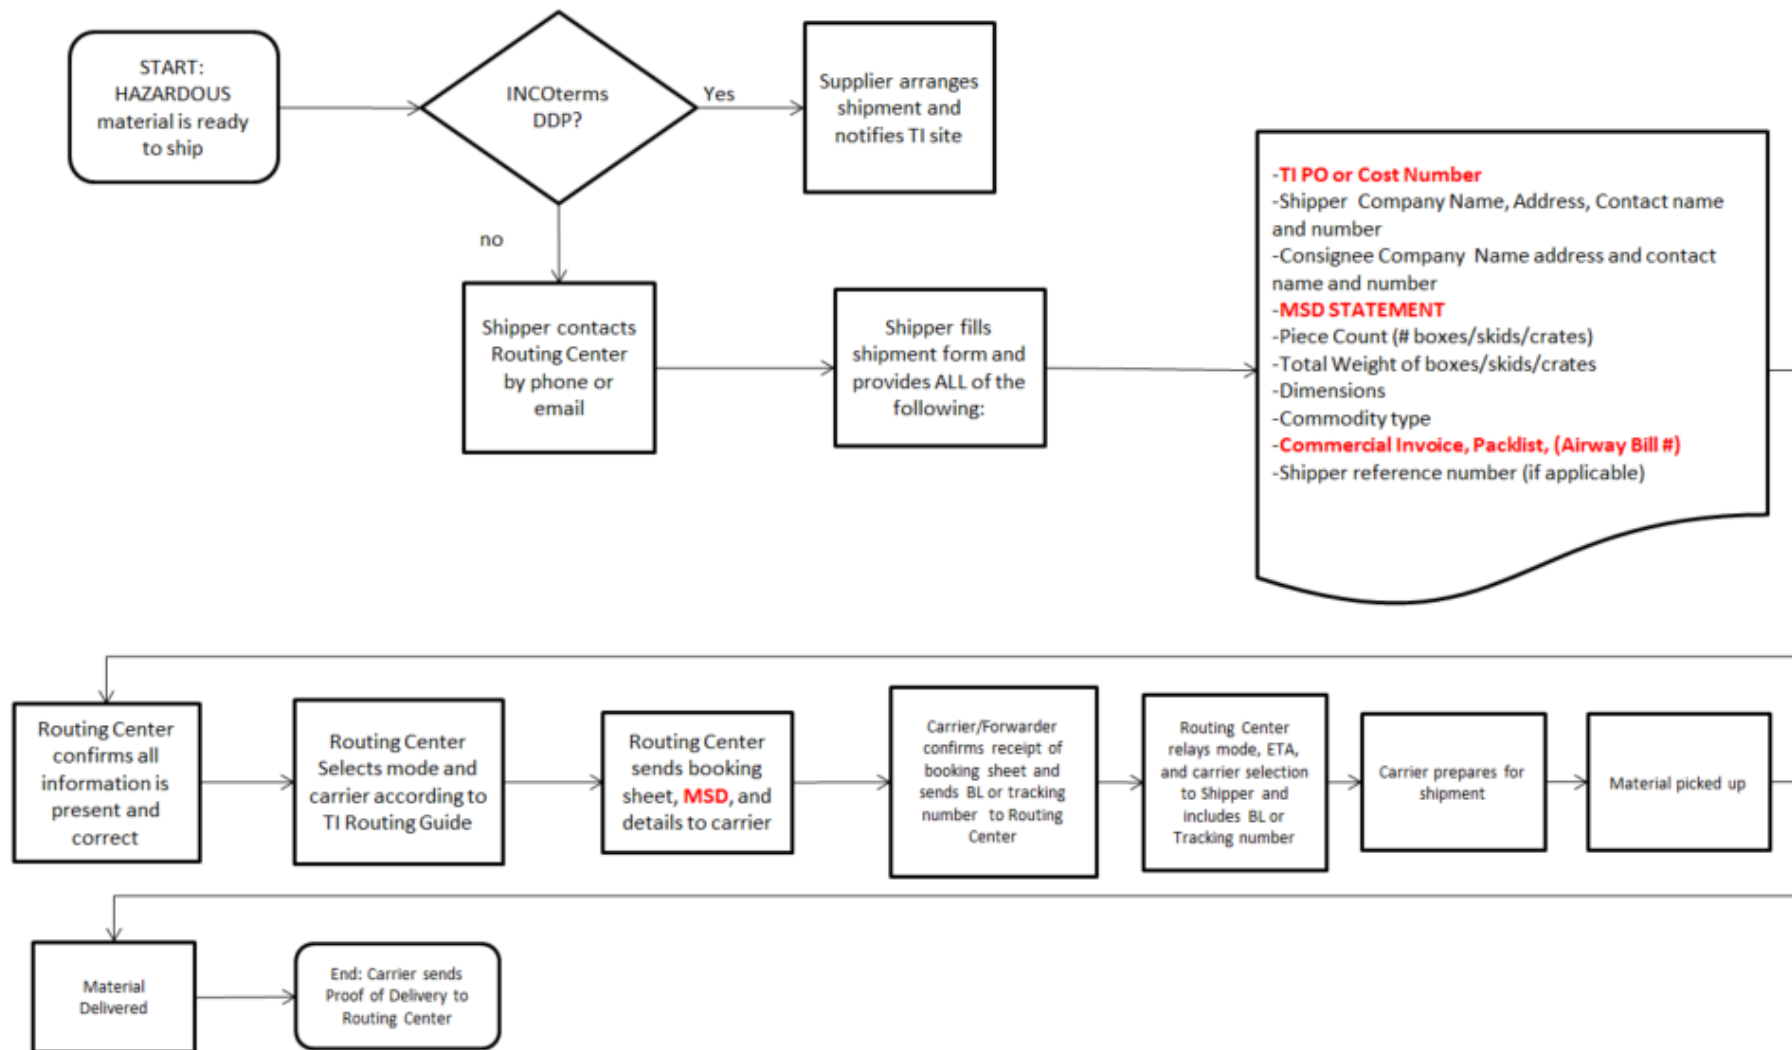 START:
HAZARDOUS
material is ready
to ship
INCOterms
DDP?
Yes
Supplier arranges
shipment and
notifies TI site
no
Shipper contacts
Routing Center
by phone or
email
Shipper fills
shipment form and
provides ALL of the
following:
-TI PO or Cost Number
-Shipper Company Name, Address, Contact name
and number
-Consignee Company Name address and contact
name and number
-MSD STATEMENT
-Piece Count (# boxes/skids/crates)
-Total Weight of boxes/skids/crates
-Dimensions
-Commodity type
-Commercial Invoice, Packlist, (Airway Bill #)
-Shipper reference number (if applicable)
Routing Center
confirms all
information is
present and
correct
Routing Center
Selects mode and
carrier according to
TI Routing Guide
Routing Center
sends booking
sheet, MSD, and
details to carrier
Carrier/Forwarder
confirms receipt of
booking sheet and
sends BL or tracking
number to Routing
Center
Routing Center
relays mode, ETA,
and carrier selection
to Shipper and
includes BL or
Tracking number
Carrier prepares for
shipment
Material picked up
Material
Delivered
End: Carrier sends
Proof of Delivery to
Routing Center